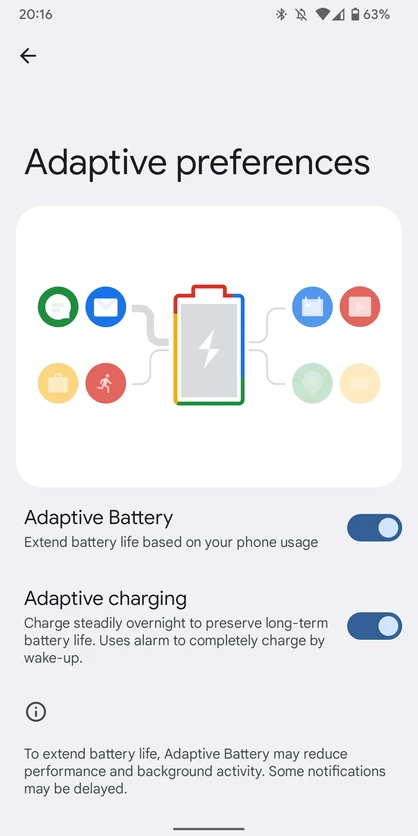 20:16
63%
Adaptive preferences
Adaptive Battery
Extend battery life based on your phone usage
Adaptive charging
Charge steadily overnight to preserve long-term
battery life. Uses alarm to completely charge by
wake-up.
To extend battery life, Adaptive Battery may reduce
performance and background activity. Some notifications
may be delayed.